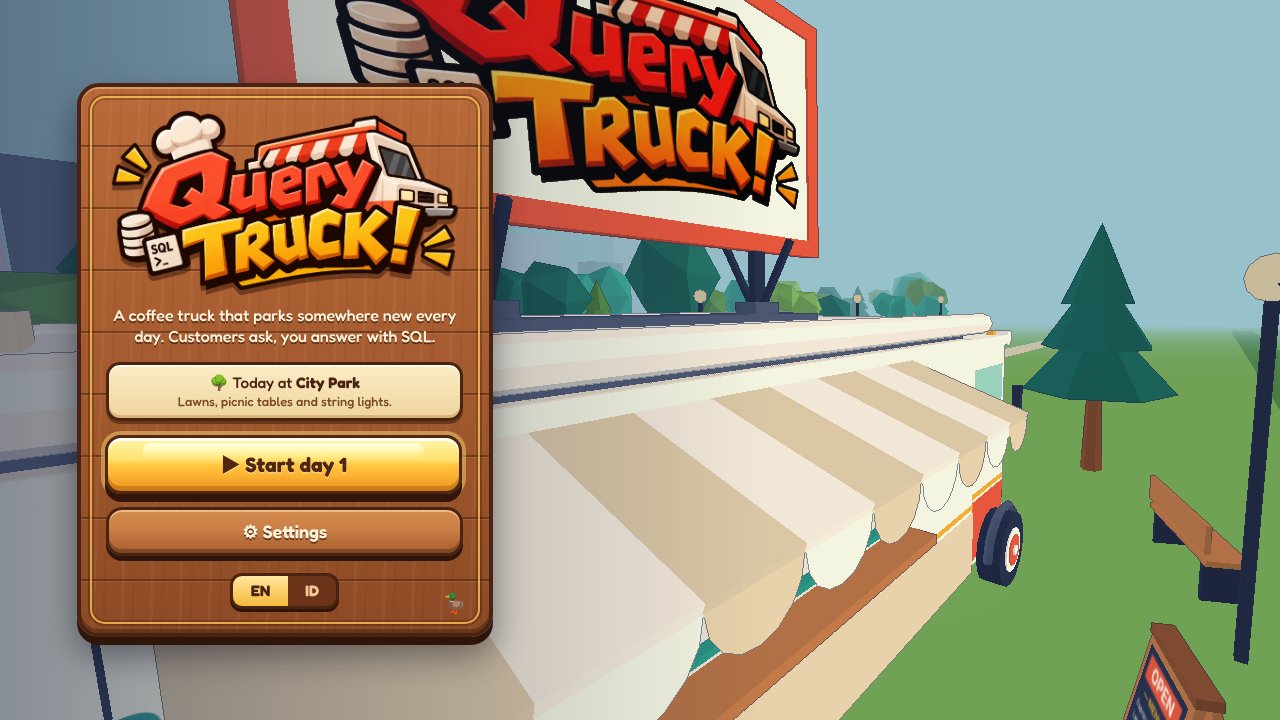 Query
Truck!
Query
Truck!
SQL
>_
A coffee truck that parks somewhere new every
day. Customers ask, you answer with SQL.
Today at City Park
Lawns, picnic tables and string lights.
Start day 1
Settings
EN ID
OPEN